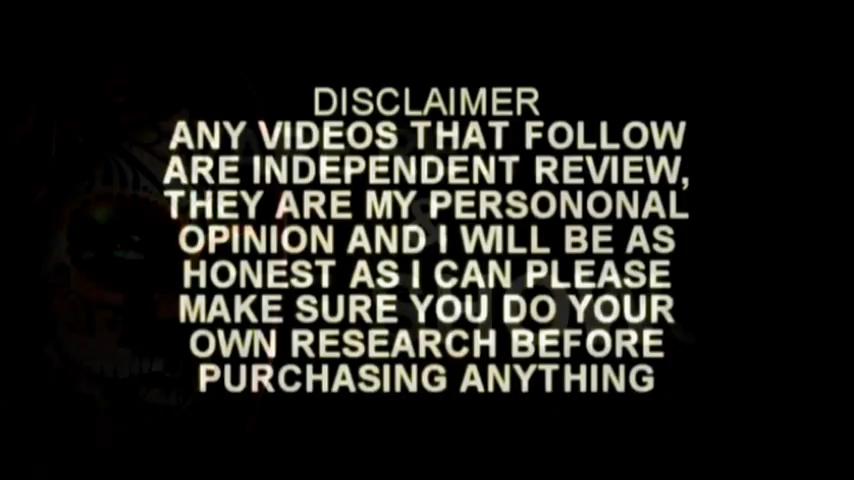 DISCLAIMER
ANY VIDEOS THAT FOLLOW
ARE INDEPENDENT REVIEW,
THEY ARE MY PERSONONAL
OPINION AND I WILL BE AS
HONEST AS I CAN PLEASE
MAKE SURE YOU DO YOUR
OWN RESEARCH BEFORE
PURCHASING ANYTHING